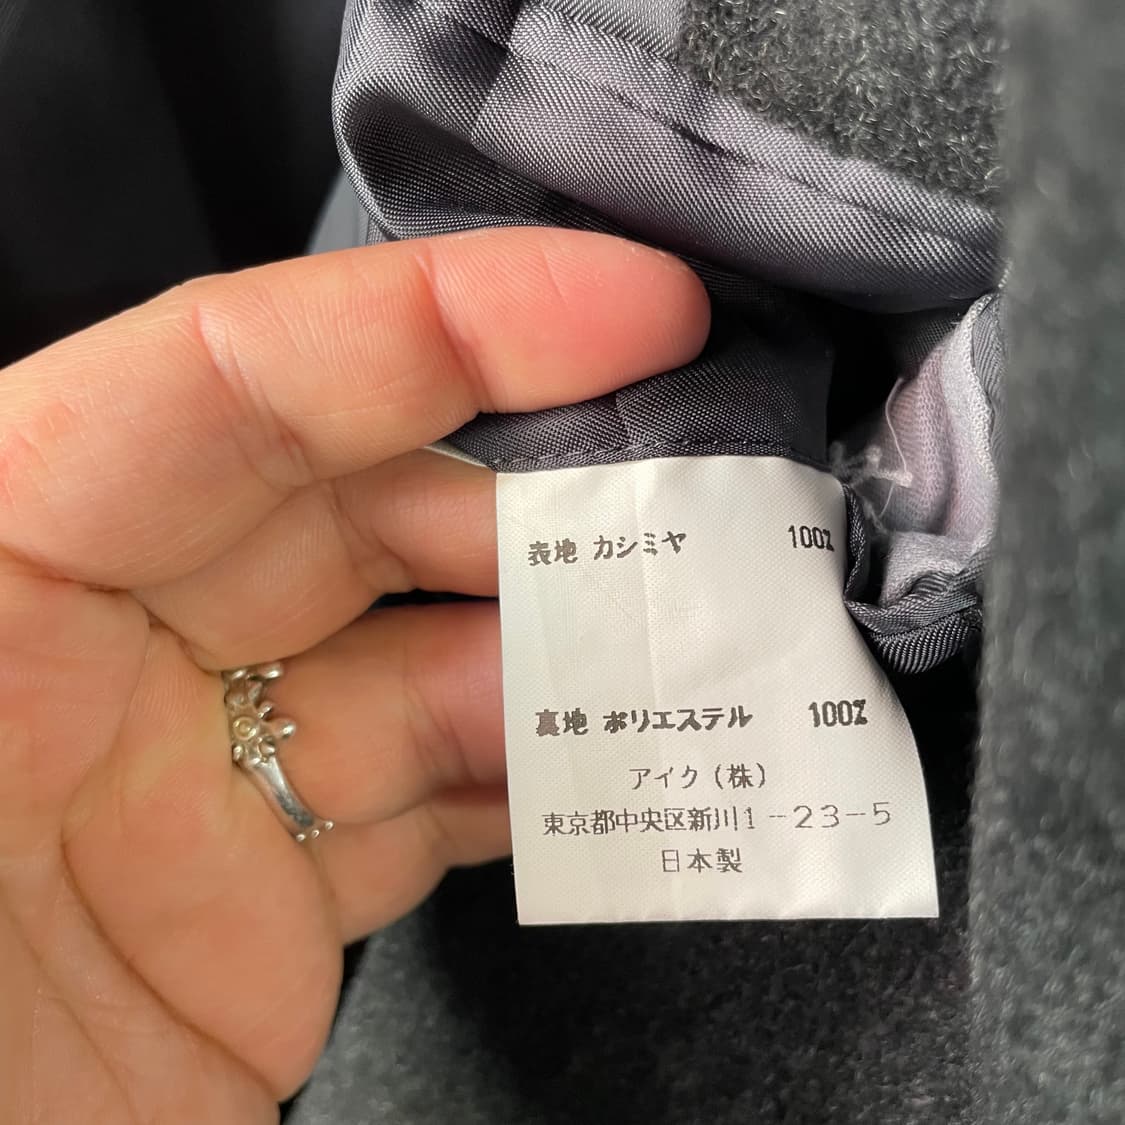 表地 カシミヤ 100%
裏地 ポリエステル 100%
アイク(株)
東京都中央区新川1-23-5
日本製